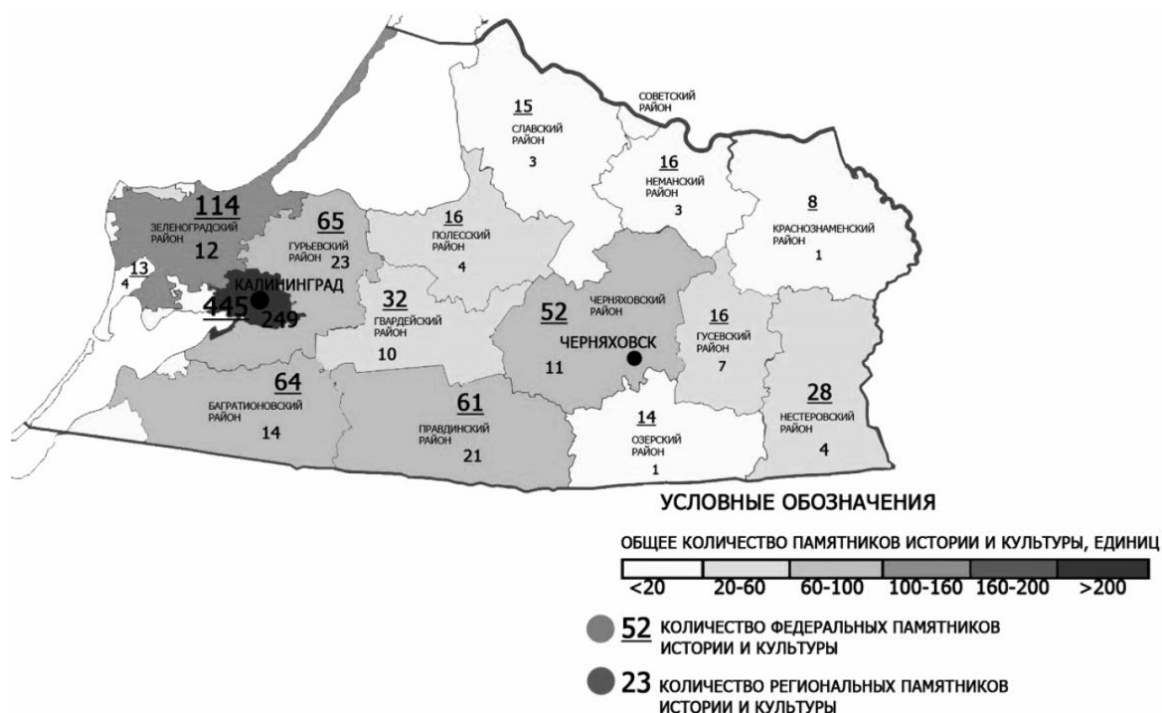 СОВЕТСКИЙ
РАЙОН
15
СЛАВСКИЙ
РАЙОН
3
16
НЕМАНСКИЙ
РАЙОН
3
8
КРАСНОЗНАМЕНСКИЙ
РАЙОН
1
114
ЗЕЛЕНОГРАДСКИЙ
РАЙОН
12
65
ГУРЬЕВСКИЙ
РАЙОН
23
16
ПОЛЕССКИЙ
РАЙОН
4
13
4
КАЛИНИНГРАД
445
249
32
ГВАРДЕЙСКИЙ
РАЙОН
10
52
ЧЕРНЯХОВСКИЙ
РАЙОН
ЧЕРНЯХОВСК
11
16
ГУСЕВСКИЙ
РАЙОН
7
64
БАГРАТИОНОВСКИЙ
РАЙОН
14
61
ПРАВДИНСКИЙ
РАЙОН
21
14
ОЗЕРСКИЙ
РАЙОН
1
28
НЕСТЕРОВСКИЙ
РАЙОН
4
УСЛОВНЫЕ ОБОЗНАЧЕНИЯ
ОБЩЕЕ КОЛИЧЕСТВО ПАМЯТНИКОВ ИСТОРИИ И КУЛЬТУРЫ, ЕДИНИЦ
<20 20-60 60-100 100-160 160-200 >200
52 КОЛИЧЕСТВО ФЕДЕРАЛЬНЫХ ПАМЯТНИКОВ
ИСТОРИИ И КУЛЬТУРЫ
23 КОЛИЧЕСТВО РЕГИОНАЛЬНЫХ ПАМЯТНИКОВ
ИСТОРИИ И КУЛЬТУРЫ